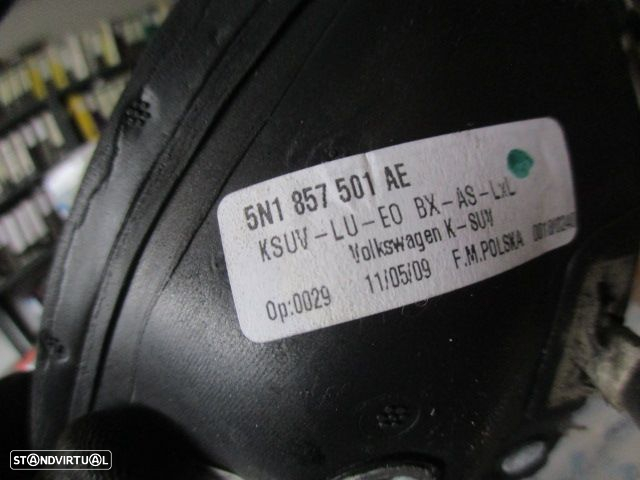 5N1 857 501 AE
KSUV-LU-EO BX-AS-LxL
Volkswagen K-SUV
Op:0029 11/05/09 F.M.POLSKA
STANDVIRTUAL